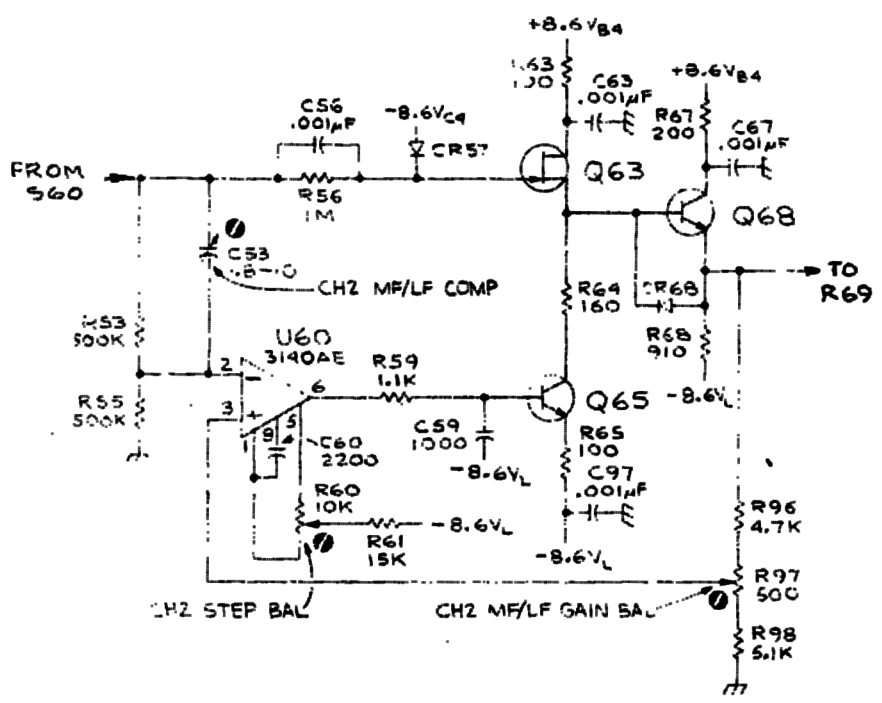 +8.6VB4
100
C63
.001µF
+8.6VB4
R67
200
C67
.001µF
C56
.001µF
-8.6VC9
CR57
Q63
FROM
S60
R56
1M
Q68
C53
CH2 MF/LF COMP
R64
160
CR68
TO
R69
R53
500K
U60
3140AE
R59
1.1K
R68
910
-8.6VL
2
6
3
R55
500K
8
5
1
C60
2200
C59
1000
-8.6VL
Q65
R65
100
C97
.001µF
R60
10K
R61
15K
-8.6VL
-8.6VL
R96
4.7K
R97
500
CH2 STEP BAL
CH2 MF/LF GAIN BAL
R98
5.1K